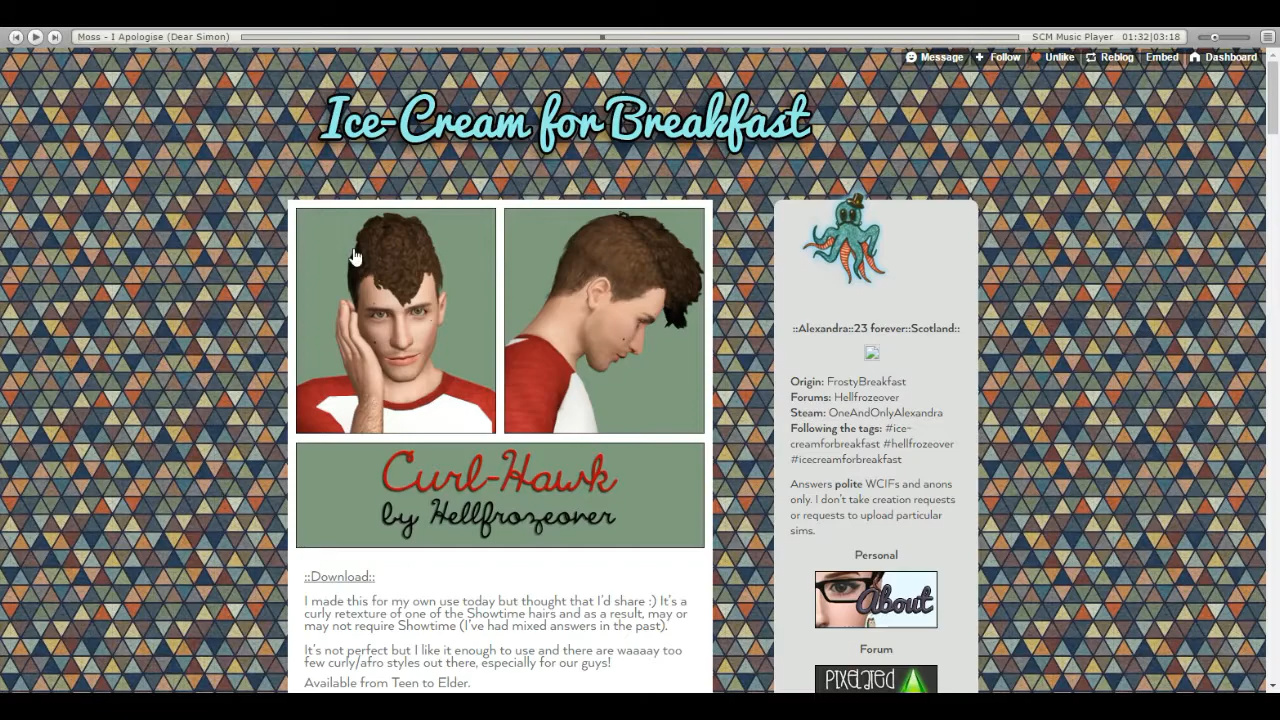 Moss - I Apologise (Dear Simon)
SCM Music Player 01:32|03:18
Message Follow Unlike Reblog Embed Dashboard
Ice-Cream for Breakfast
Curl-Hawk
by Hellfrozeover
::Download::
I made this for my own use today but thought that I'd share :) It's a
curly retexture of one of the Showtime hairs and as a result, may or
may not require Showtime (I've had mixed answers in the past).
It's not perfect but I like it enough to use and there are waaaay too
few curly/afro styles out there, especially for our guys!
Available from Teen to Elder.
::Alexandra::23 forever::Scotland::
Origin: FrostyBreakfast
Forums: Hellfrozeover
Steam: OneAndOnlyAlexandra
Following the tags: #ice-
creamforbreakfast #hellfrozeover
#icecreamforbreakfast
Answers polite WCIFs and anons
only. I don't take creation requests
or requests to upload particular
sims.
Personal
About
Forum
PIXELATED